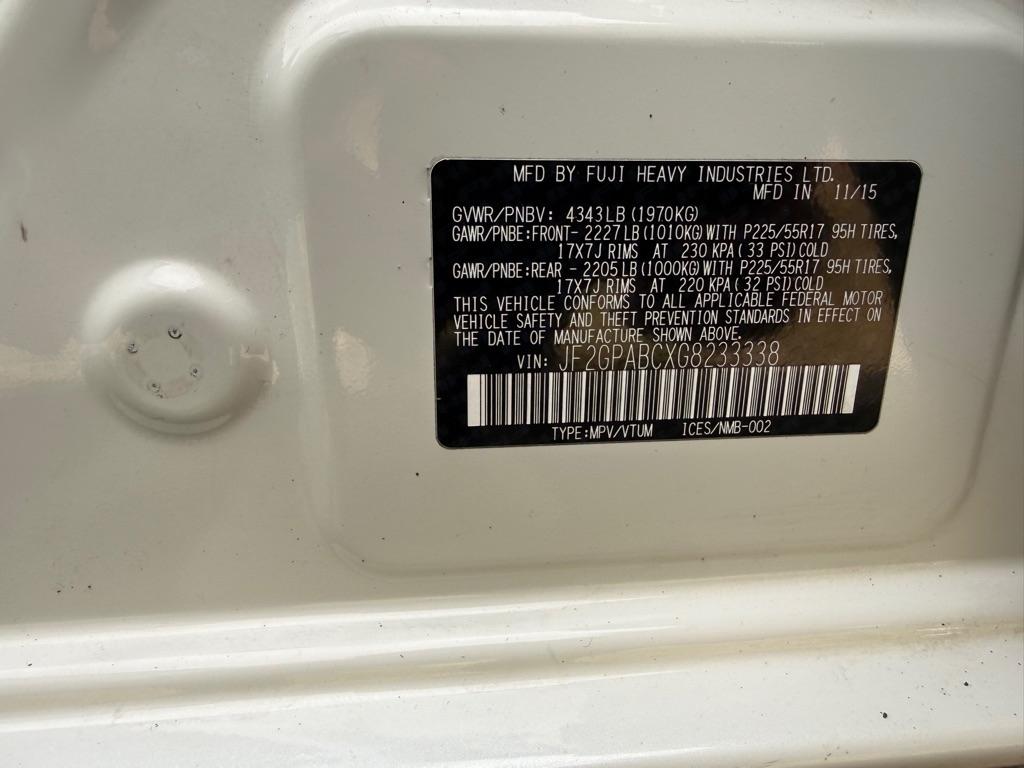 MFD BY FUJI HEAVY INDUSTRIES LTD.
MFD IN 11/15
GVWR/PNBV: 4343LB (1970KG)
GAWR/PNBE:FRONT- 2227LB (1010KG) WITH P225/55R17 95H TIRES,
17X7J RIMS AT 230 KPA ( 33 PSI) COLD
GAWR/PNBE:REAR - 2205LB (1000KG) WITH P225/55R17 95H TIRES,
17X7J RIMS AT 220 KPA ( 32 PSI) COLD
THIS VEHICLE CONFORMS TO ALL APPLICABLE FEDERAL MOTOR
VEHICLE SAFETY AND THEFT PREVENTION STANDARDS IN EFFECT ON
THE DATE OF MANUFACTURE SHOWN ABOVE.
VIN: JF2GPABCXG8233338
TYPE:MPV/VTUM ICES/NMB-002